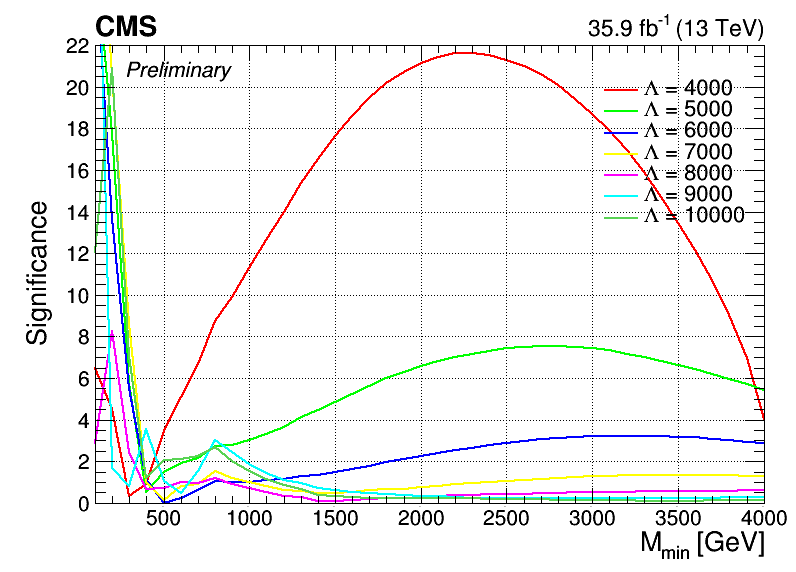 CMS
35.9 fb⁻¹ (13 TeV)
Preliminary
Significance
22
20
18
16
14
12
10
8
6
4
2
0
Λ = 4000
Λ = 5000
Λ = 6000
Λ = 7000
Λ = 8000
Λ = 9000
Λ = 10000
500 1000 1500 2000 2500 3000 3500 4000
M_min [GeV]